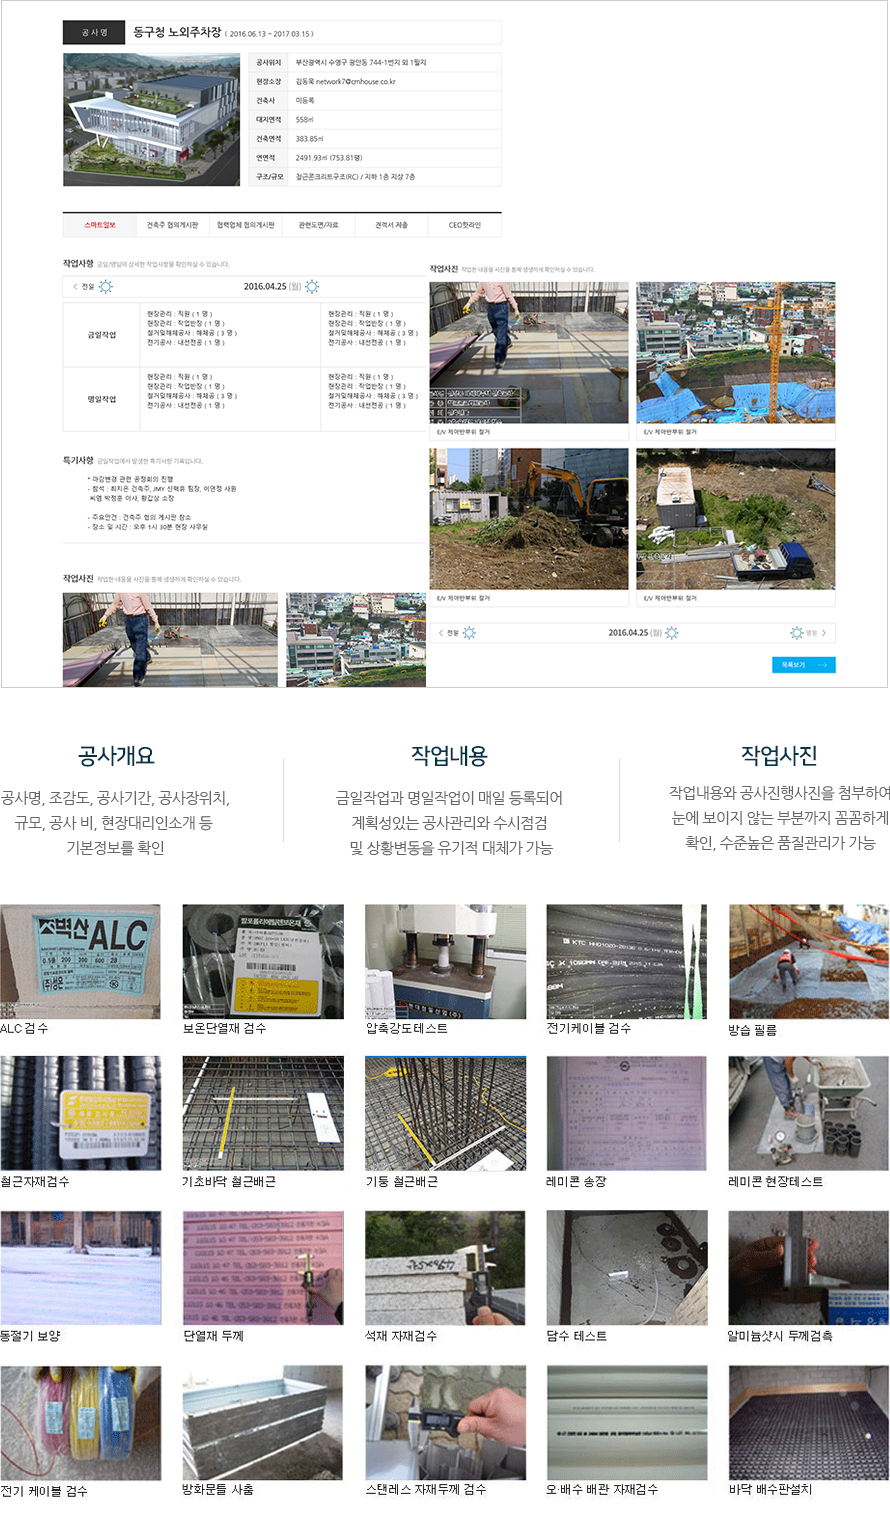 공 사 명 동구청 노외주차장 ( 2016.06.13 ~ 2017.03.15 )
공사위치 부산광역시 수영구 광안동 744-1번지 외 1필지
현장소장 김동욱 network7@cmhouse.co.kr
건축사 미등록
대지면적 558㎡
건축면적 383.85㎡
연면적 2491.93㎡ (753.81평)
구조/규모 철근콘크리트구조(RC) / 지하 1층 지상 7층
스마트일보 건축주 협의게시판 협력업체 협의게시판 관련도면/자료 견적서 제출 CEO핫라인
작업사항 금일/명일의 상세한 작업사항을 확인하실 수 있습니다.
전일 2016.04.25 (월)
금일작업
현장관리 : 직원 ( 1 명 )
현장관리 : 작업반장 ( 1 명 )
철거및해체공사 : 해체공 ( 3 명 )
전기공사 : 내선전공 ( 1 명 )
현장관리 : 직원 ( 1 명 )
현장관리 : 작업반장 ( 1 명 )
철거및해체공사 : 해체공 ( 3 명 )
전기공사 : 내선전공 ( 1 명 )
명일작업
현장관리 : 직원 ( 1 명 )
현장관리 : 작업반장 ( 1 명 )
철거및해체공사 : 해체공 ( 3 명 )
전기공사 : 내선전공 ( 1 명 )
현장관리 : 직원 ( 1 명 )
현장관리 : 작업반장 ( 1 명 )
철거및해체공사 : 해체공 ( 3 명 )
전기공사 : 내선전공 ( 1 명 )
특기사항 금일작업에서 발생한 특기사항 기록입니다.
* 마감변경 관련 공정회의 진행
- 참석 : 최지은 건축주, JMY 신혁휴 팀장, 이연정 사원
씨엠 박정훈 이사, 황갑상 소장
- 주요안건 : 건축주 협의 게시판 참소
- 장소 및 시간 : 오후 1시 30분 현장 사무실
작업사진 작업한 내용을 사진을 통해 생생하게 확인하실 수 있습니다.
작업사진 작업한 내용을 사진을 통해 생생하게 확인하실 수 있습니다.
E/V 제아반부위 철거
E/V 제아반부위 철거
E/V 제아반부위 철거
E/V 제아반부위 철거
전일 2016.04.25 (월) 명일
목록보기
공사개요
공사명, 조감도, 공사기간, 공사장위치,
규모, 공사 비, 현장대리인소개 등
기본정보를 확인
작업내용
금일작업과 명일작업이 매일 등록되어
계획성있는 공사관리와 수시점검
및 상황변동을 유기적 대체가 가능
작업사진
작업내용와 공사진행사진을 첨부하여
눈에 보이지 않는 부분까지 꼼꼼하게
확인, 수준높은 품질관리가 가능
벽산 ALC
0.5품 200 300 600 2B
ALC 검수
보온단열재 검수
압축강도테스트
전기케이블 검수
방습 필름
철근자재검수
기초바닥 철근배근
기둥 철근배근
레미콘 송장
레미콘 현장테스트
동절기 보양
단열재 두께
석재 자재검수
담수 테스트
알미늄샷시 두께검측
전기 케이블 검수
방화문틀 사춤
스탠레스 자재두께 검수
오·배수 배관 자재검수
바닥 배수판설치